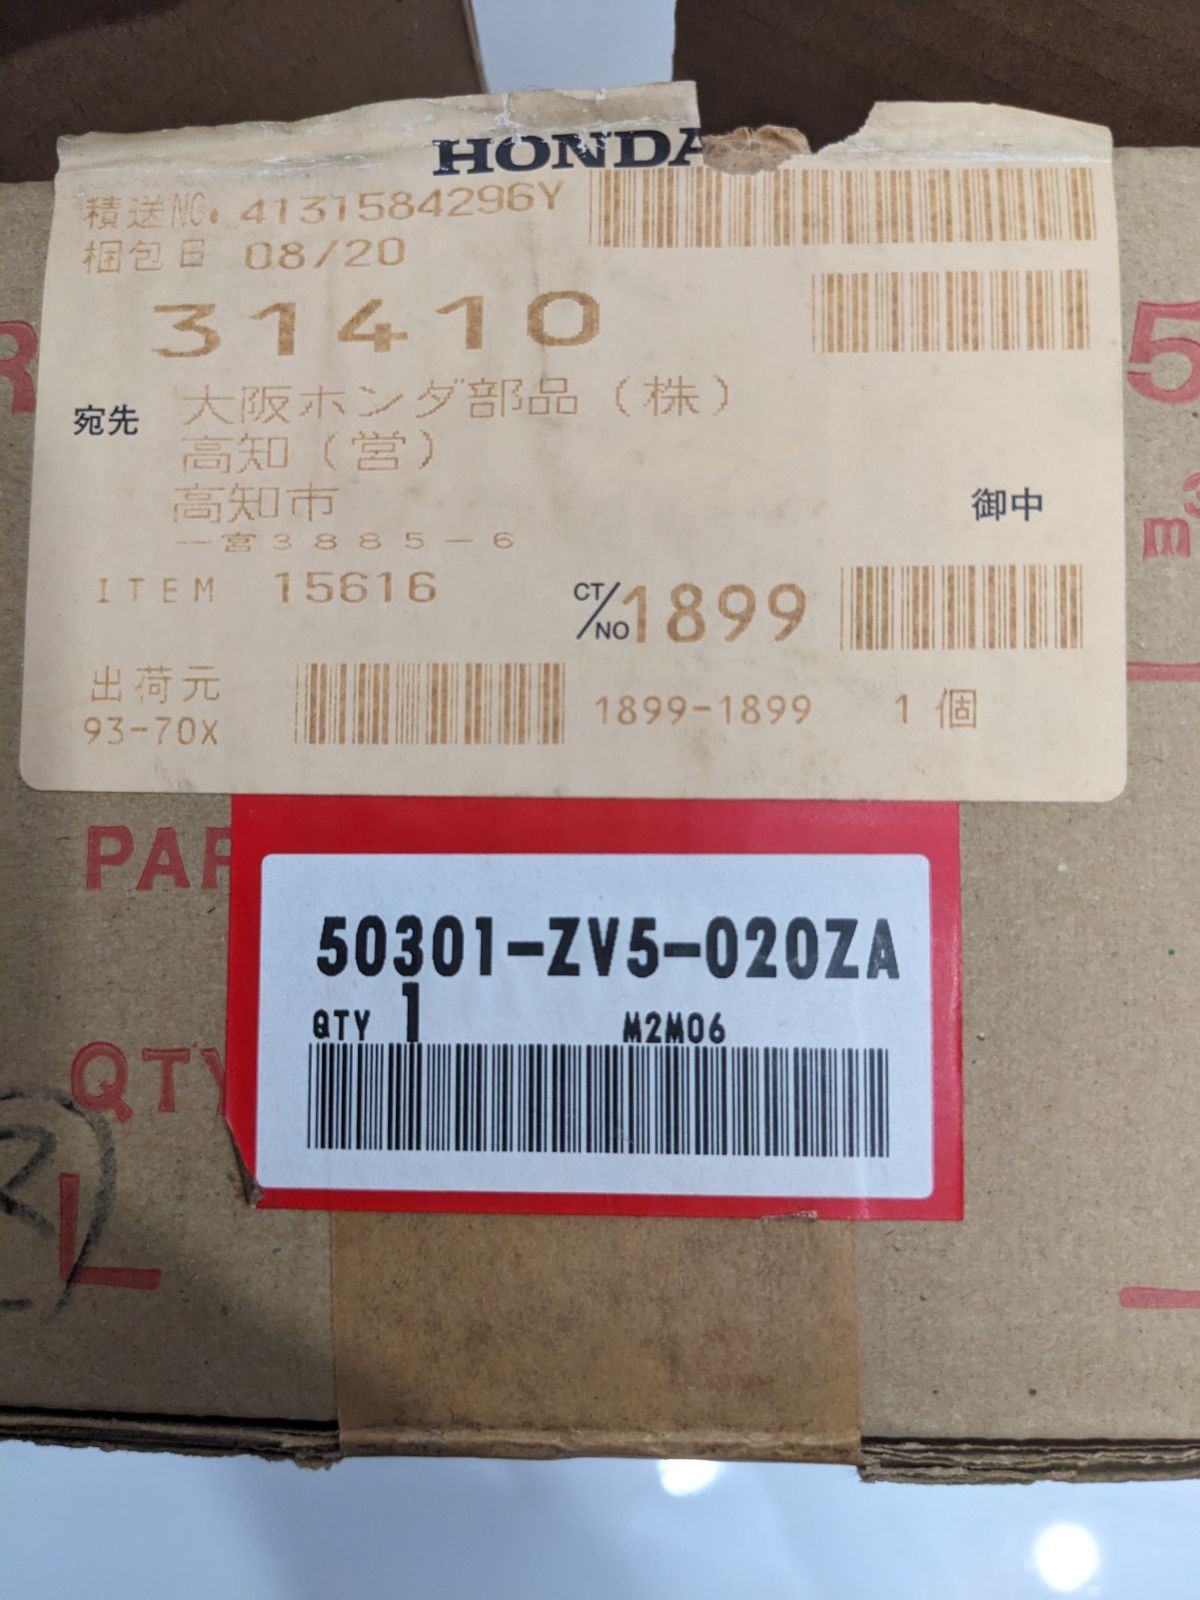 HONDA
積送NO. 4131584296Y
梱包日 08/20
31410
宛先 大阪ホンダ部品(株)
高知(営)
高知市
御中
一宮3885-6
ITEM 15616 CT/NO 1899
出荷元
93-70X 1899-1899 1個
R 5
m³
PAR
50301-ZV5-020ZA
QTY 1 M2M06
QTY
L